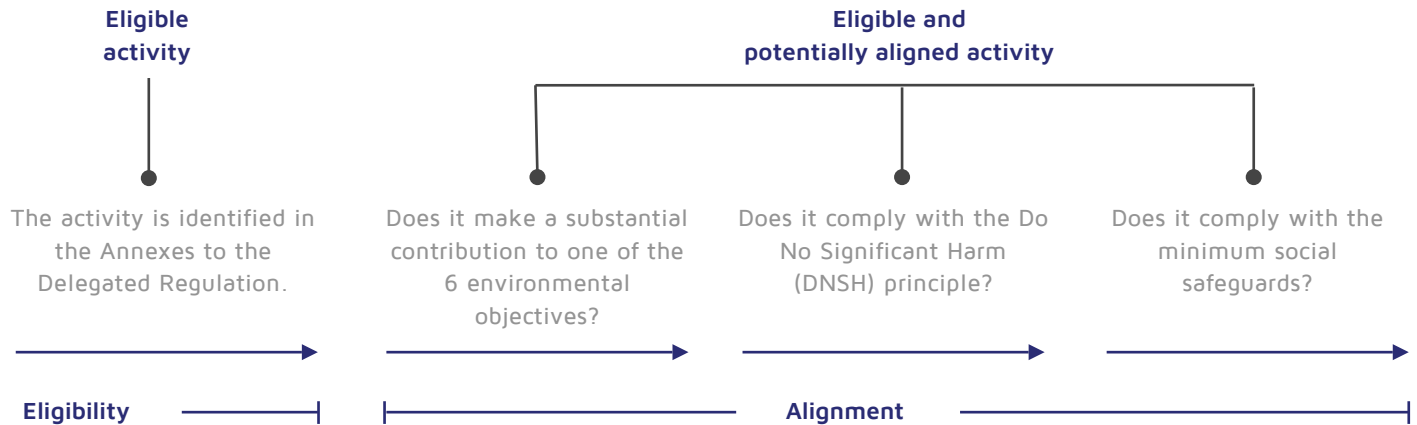 Eligible
activity
Eligible and
potentially aligned activity
The activity is identified in
the Annexes to the
Delegated Regulation.
Does it make a substantial
contribution to one of the
6 environmental
objectives?
Does it comply with the Do
No Significant Harm
(DNSH) principle?
Does it comply with the
minimum social
safeguards?
Eligibility
Alignment